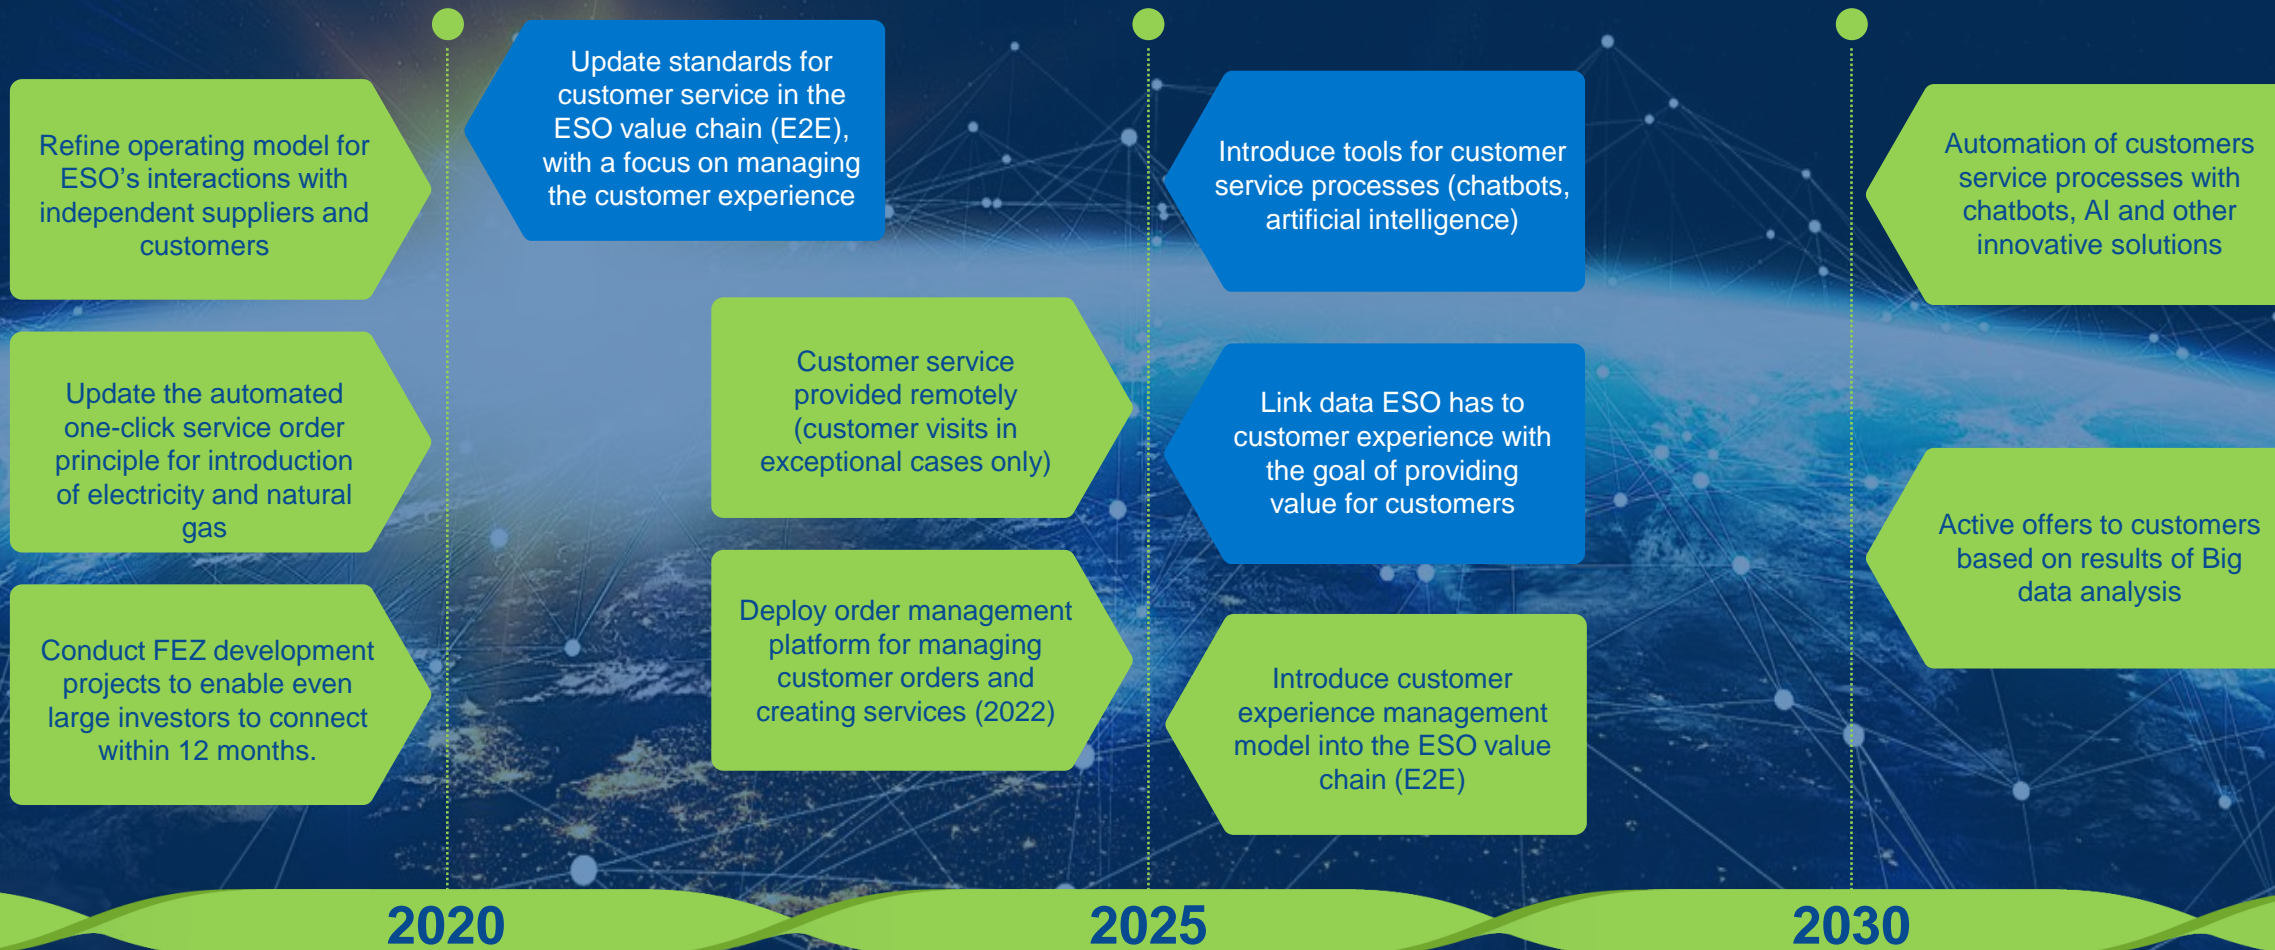 Refine operating model for
ESO’s interactions with
independent suppliers and
customers
Update the automated
one-click service order
principle for introduction
of electricity and natural
gas
Conduct FEZ development
projects to enable even
large investors to connect
within 12 months.
Update standards for
customer service in the
ESO value chain (E2E),
with a focus on managing
the customer experience
Customer service
provided remotely
(customer visits in
exceptional cases only)
Deploy order management
platform for managing
customer orders and
creating services (2022)
Introduce tools for customer
service processes (chatbots,
artificial intelligence)
Link data ESO has to
customer experience with
the goal of providing
value for customers
Introduce customer
experience management
model into the ESO value
chain (E2E)
Automation of customers
service processes with
chatbots, AI and other
innovative solutions
Active offers to customers
based on results of Big
data analysis
2020
2025
2030